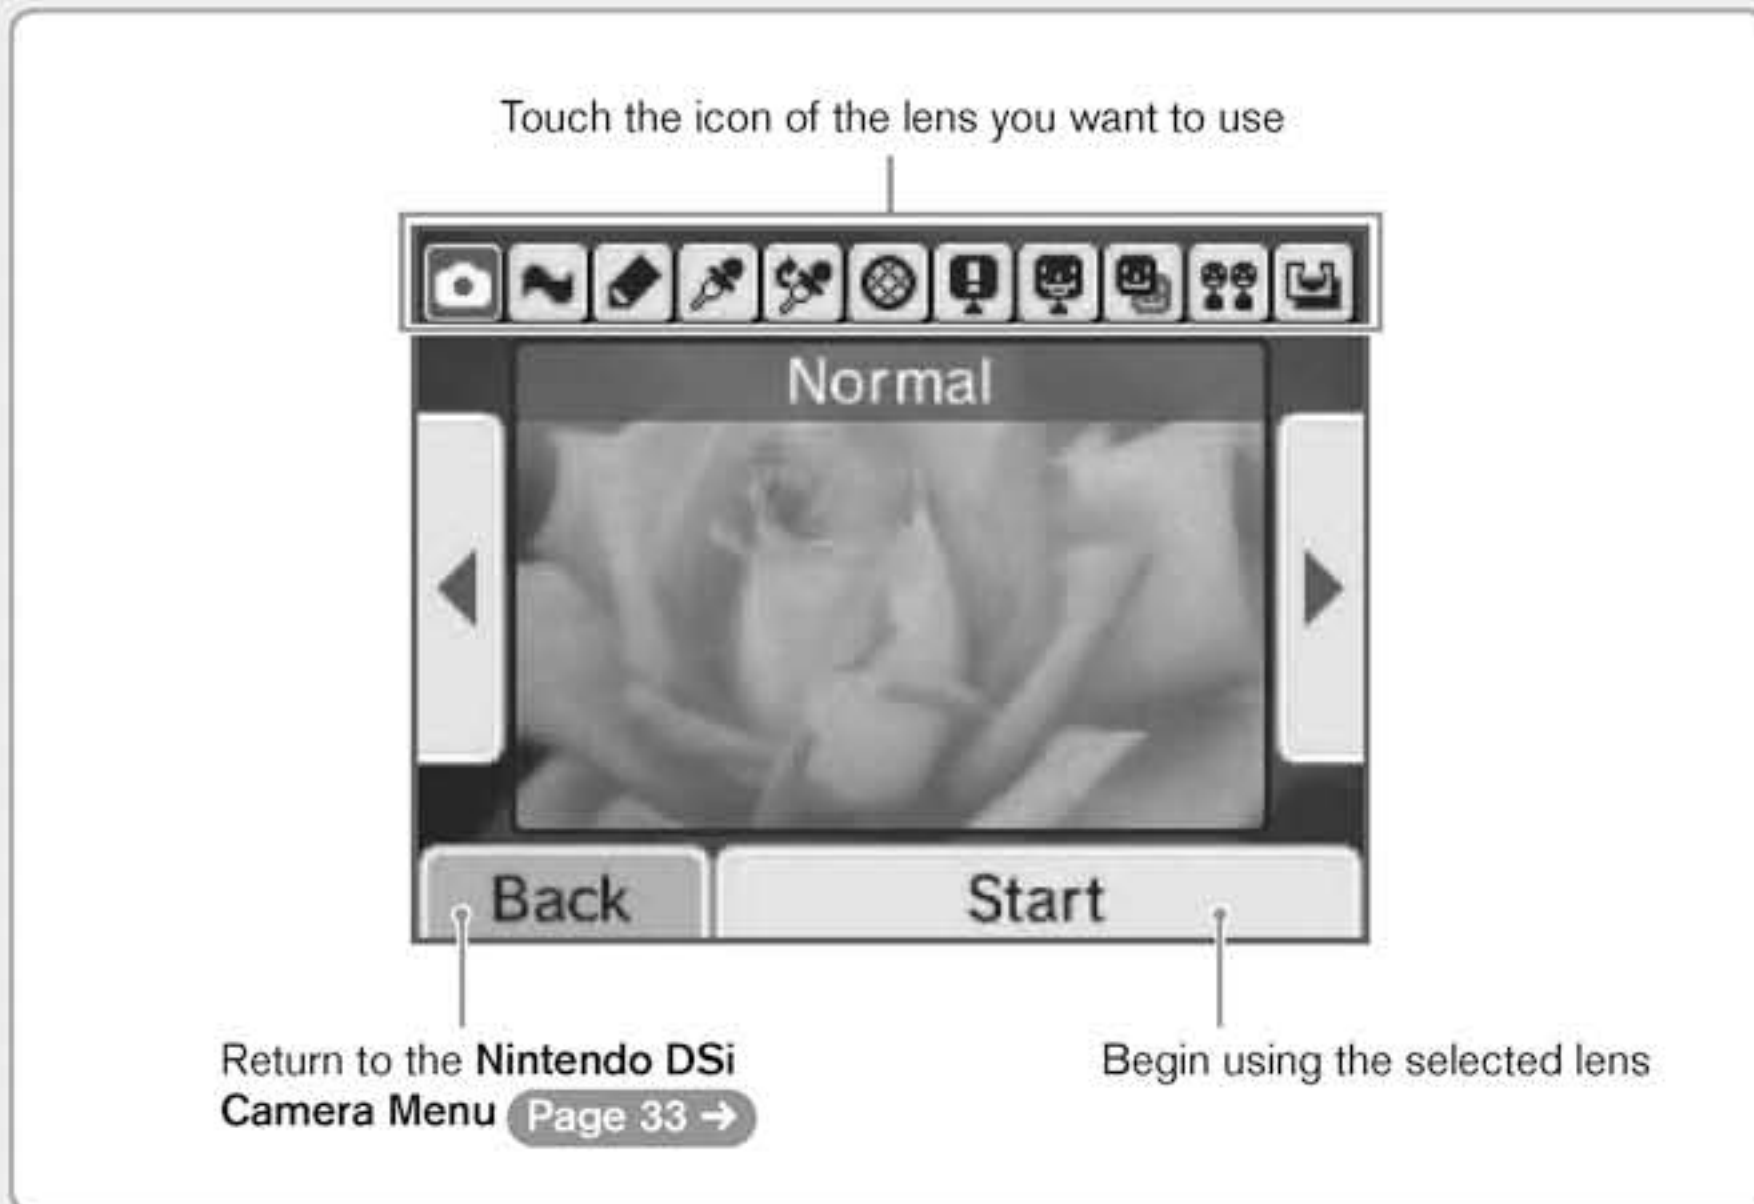 Touch the icon of the lens you want to use
Normal
Back
Start
Return to the Nintendo DSi
Camera Menu Page 33 →
Begin using the selected lens